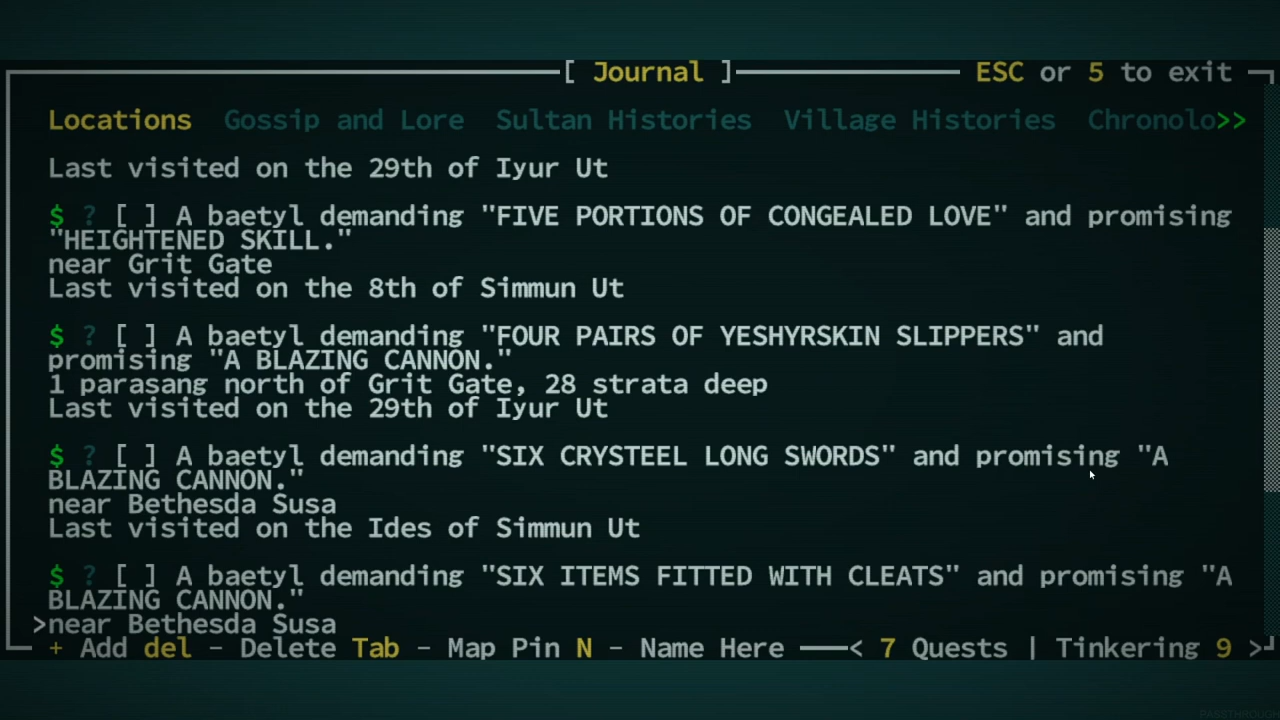 [ Journal ] ESC or 5 to exit
Locations Gossip and Lore Sultan Histories Village Histories Chronolo>>
Last visited on the 29th of Iyur Ut
$ ? [ ] A baetyl demanding "FIVE PORTIONS OF CONGEALED LOVE" and promising
"HEIGHTENED SKILL."
near Grit Gate
Last visited on the 8th of Simmun Ut
$ ? [ ] A baetyl demanding "FOUR PAIRS OF YESHYRSKIN SLIPPERS" and
promising "A BLAZING CANNON."
1 parasang north of Grit Gate, 28 strata deep
Last visited on the 29th of Iyur Ut
$ ? [ ] A baetyl demanding "SIX CRYSTEEL LONG SWORDS" and promising "A
BLAZING CANNON."
near Bethesda Susa
Last visited on the Ides of Simmun Ut
$ ? [ ] A baetyl demanding "SIX ITEMS FITTED WITH CLEATS" and promising "A
BLAZING CANNON."
>near Bethesda Susa
+ Add del - Delete Tab - Map Pin N - Name Here < 7 Quests | Tinkering 9 >